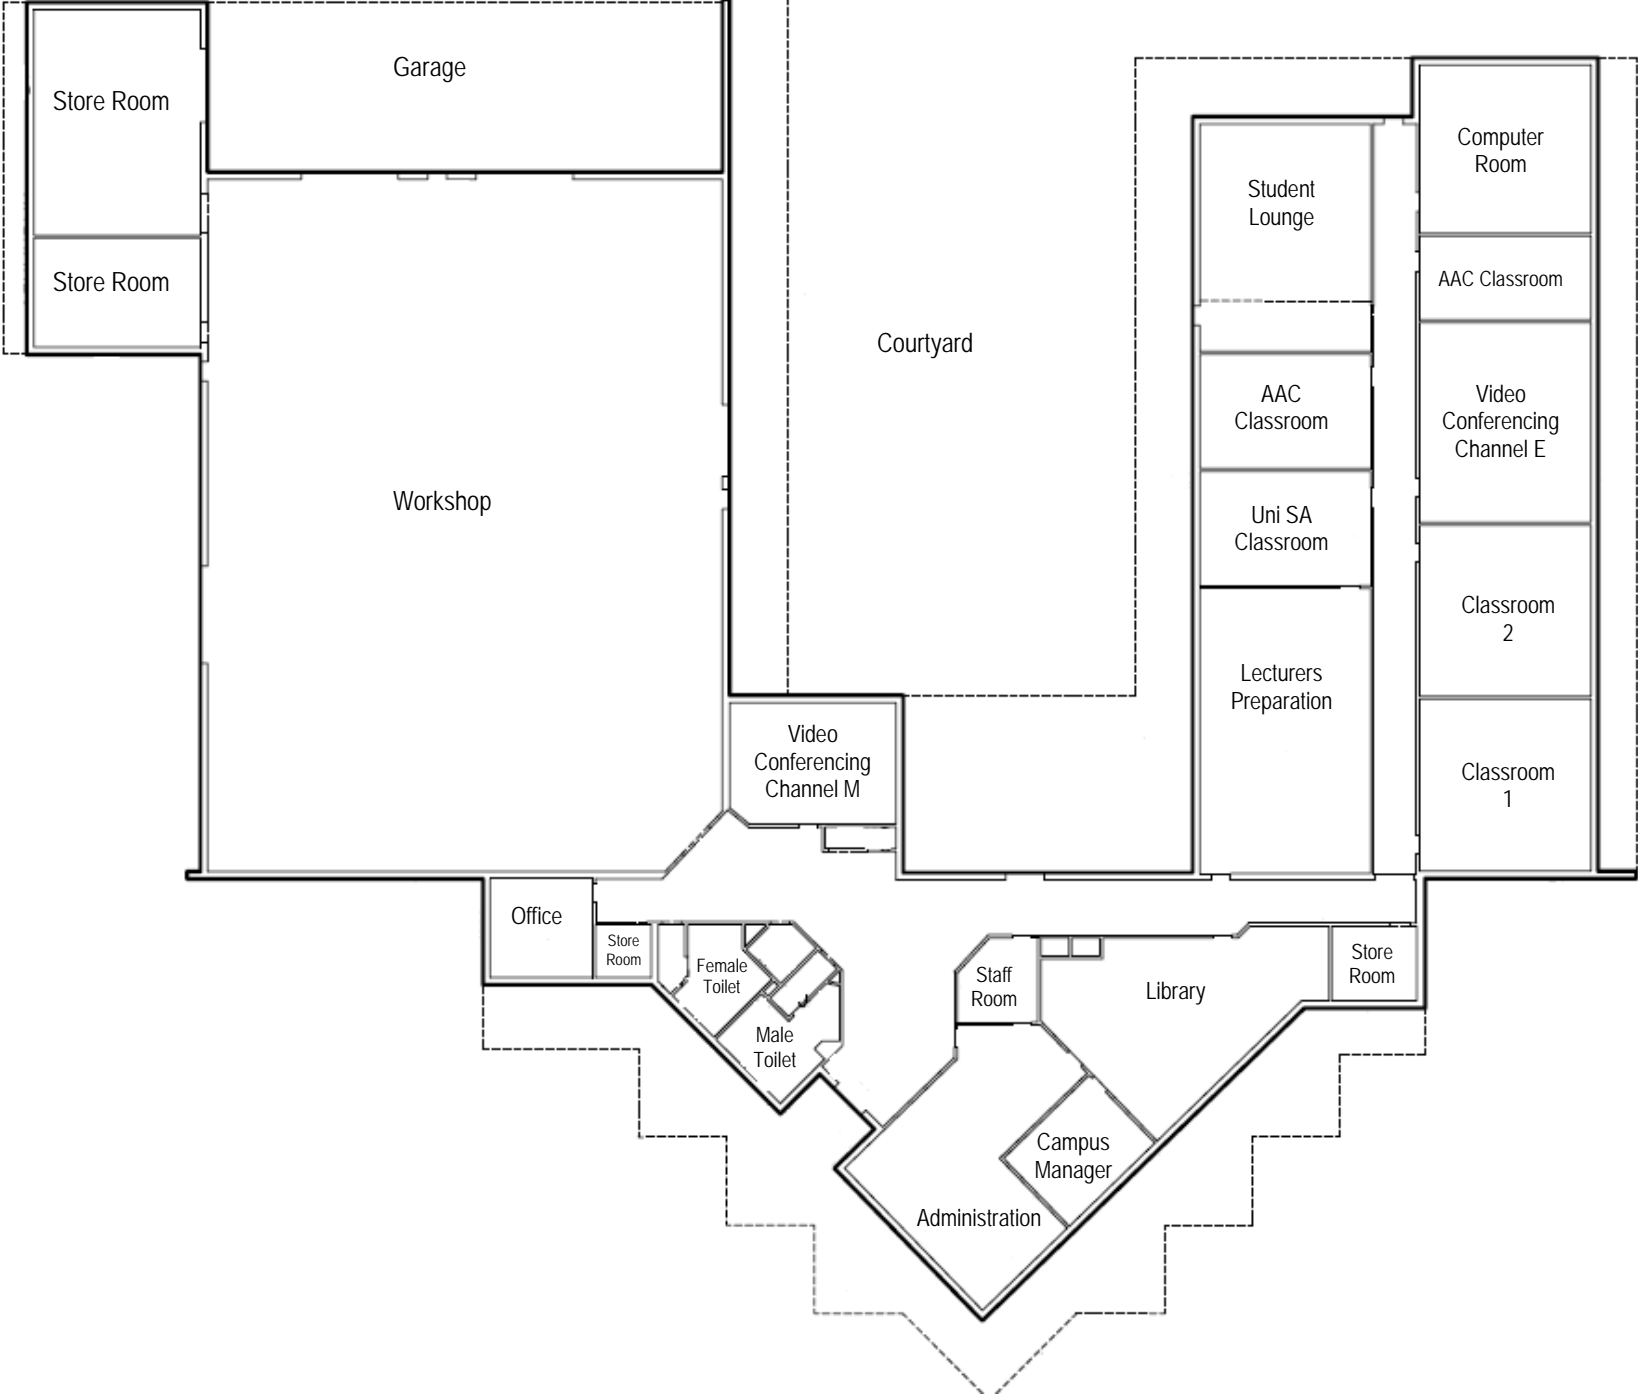 Garage
Store Room
Computer
Room
Student
Lounge
Store Room
AAC Classroom
Courtyard
AAC
Classroom
Video
Conferencing
Channel E
Workshop
Uni SA
Classroom
Classroom
2
Lecturers
Preparation
Video
Conferencing
Channel M
Classroom
1
Office
Store
Room
Female
Toilet
Staff
Room
Library
Store
Room
Male
Toilet
Campus
Manager
Administration